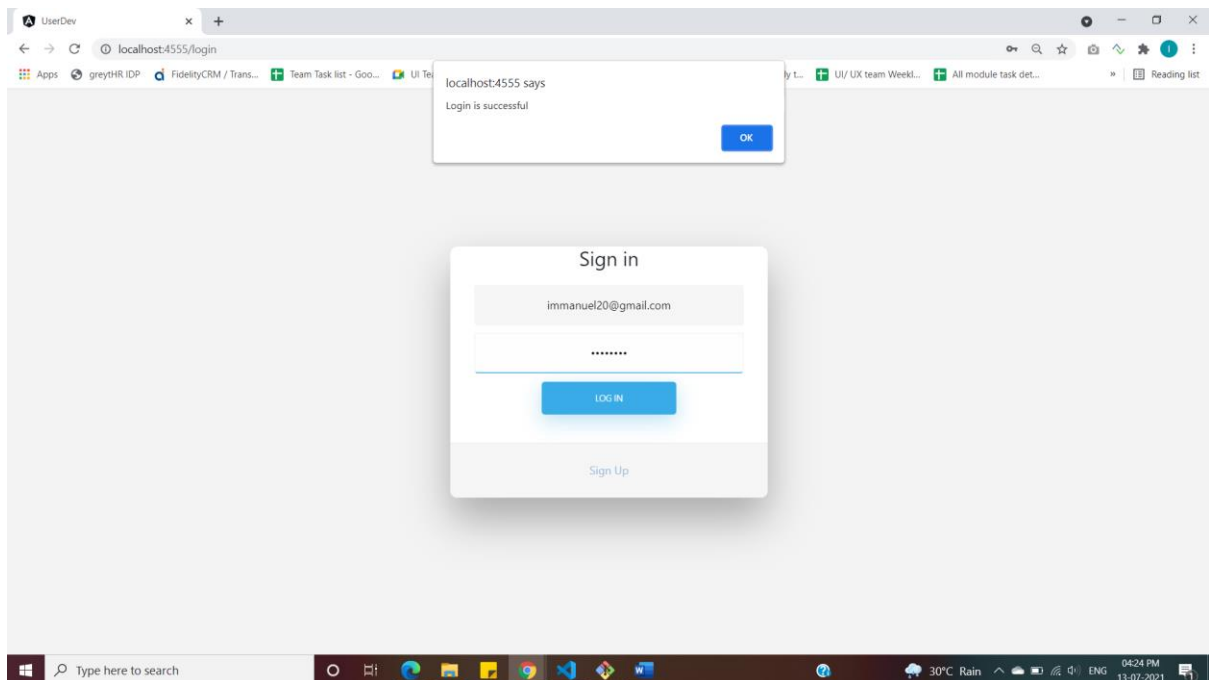 UserDev
localhost:4555/login
Apps greytHR IDP FidelityCRM / Trans... Team Task list - Goo... UI Te ly t... UI/ UX team Weekl... All module task det... » Reading list
localhost:4555 says
Login is successful
OK
Sign in
immanuel20@gmail.com
••••••••
LOG IN
Sign Up
Type here to search
30°C Rain ENG 04:24 PM
13-07-2021